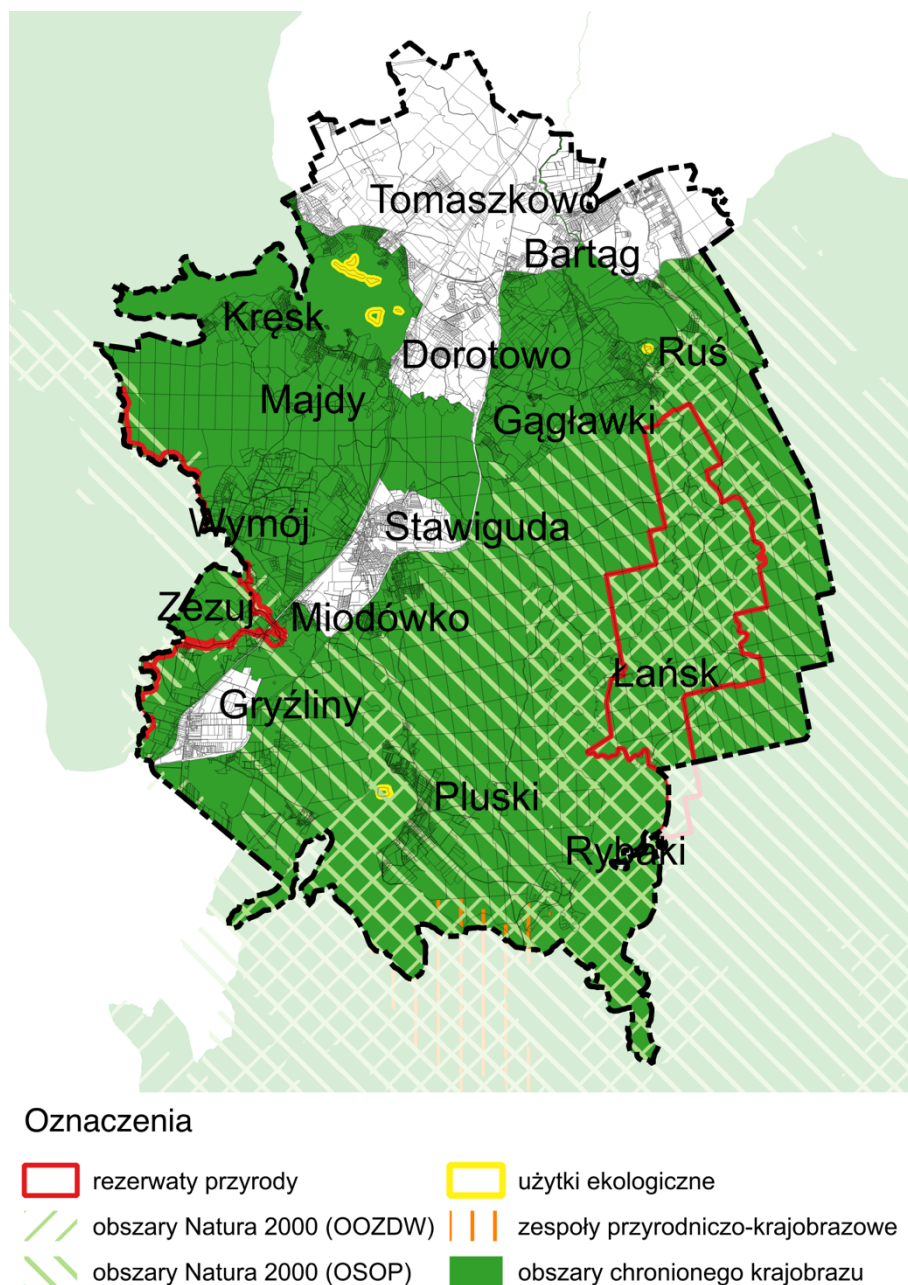 Tomaszkowo
Bartąg
Kręsk
Dorotowo
Ruś
Majdy
Gągławki
Wymój
Stawiguda
Zezuj
Miodówko
Łańsk
Gryźliny
Pluski
Rybaki
Oznaczenia
rezerwaty przyrody
użytki ekologiczne
obszary Natura 2000 (OOZDW)
zespoły przyrodniczo-krajobrazowe
obszary Natura 2000 (OSOP)
obszary chronionego krajobrazu